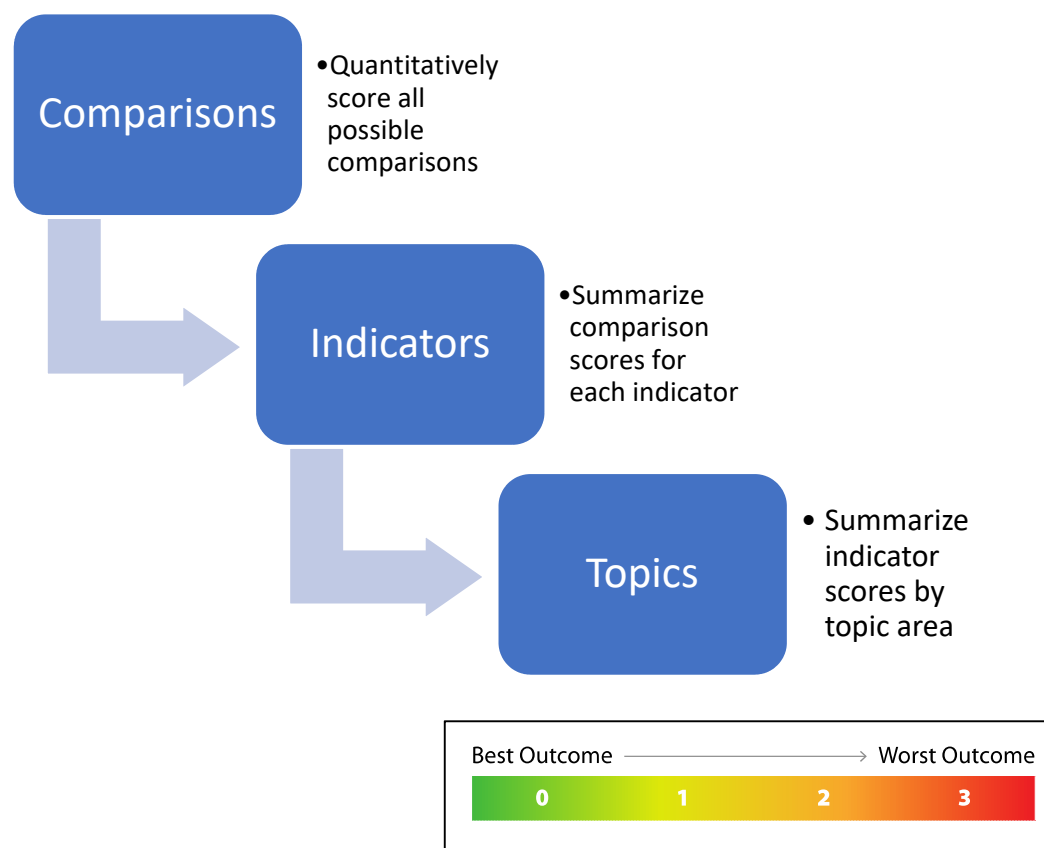 Comparisons
•Quantitatively
score all
possible
comparisons
Indicators
•Summarize
comparison
scores for
each indicator
Topics
• Summarize
indicator
scores by
topic area
Best Outcome Worst Outcome
0 1 2 3